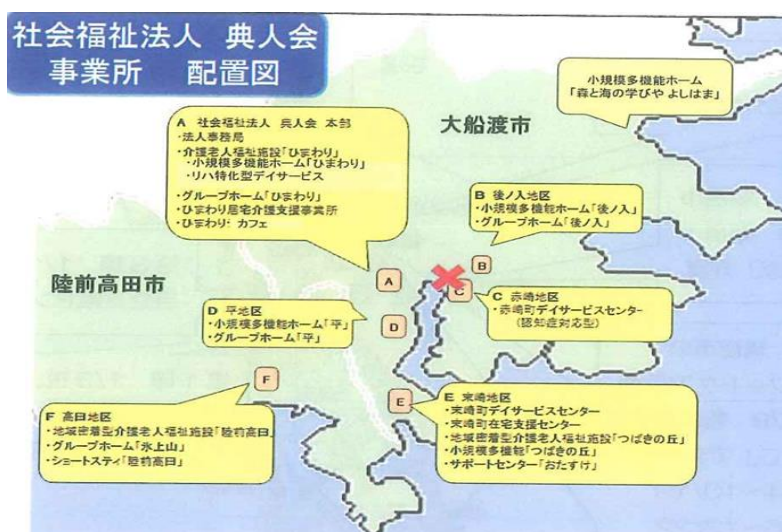 社会福祉法人 典人会
事業所 配置図
小規模多機能ホーム
「森と海の学びや よしはま」
大船渡市
A 社会福祉法人 典人会 本部
・法人事務局
・介護老人福祉施設「ひまわり」
・小規模多機能ホーム「ひまわり」
・リハ特化型デイサービス
・グループホーム「ひまわり」
・ひまわり居宅介護支援事業所
・ひまわり・カフェ
B 後ノ入地区
・小規模多機能ホーム「後ノ入」
・グループホーム「後ノ入」
陸前高田市
A
B
C
C 赤崎地区
・赤崎町デイサービスセンター
(認知症対応型)
D 平地区
・小規模多機能ホーム「平」
・グループホーム「平」
D
F
E
E 末崎地区
・末崎町デイサービスセンター
・末崎町在宅支援センター
・地域密着型介護老人福祉施設「つばきの丘」
・小規模多機能「つばきの丘」
・サポートセンター「おたすけ」
F 高田地区
・地域密着型介護老人福祉施設「陸前高田」
・グループホーム「氷上山」
・ショートスティ「陸前高田」